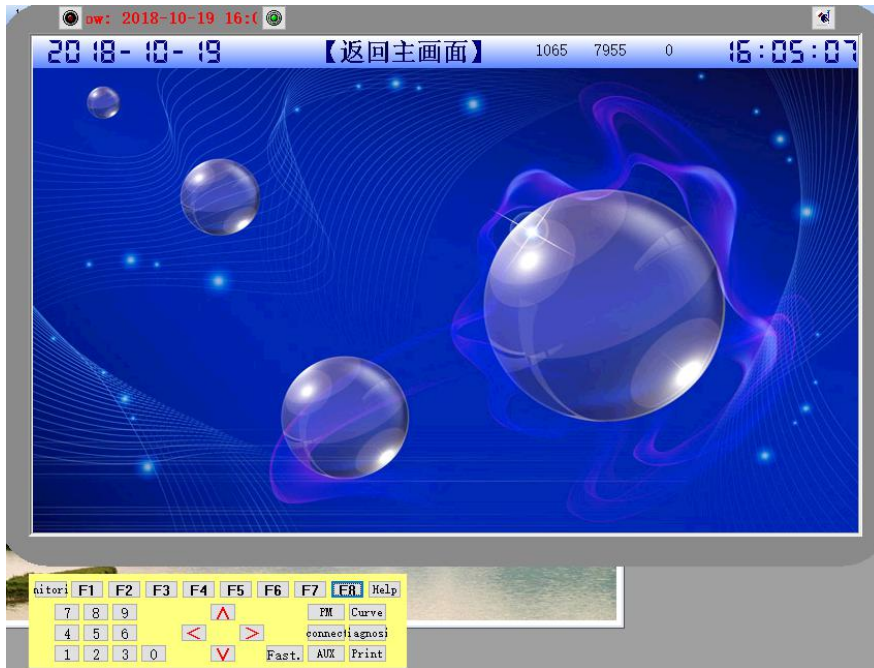 ow: 2018-10-19 16:0
2018-10-19 【返回主画面】 1065 7955 0 16:05:07
nitori F1 F2 F3 F4 F5 F6 F7 F8 Help
7 8 9 PM Curve
4 5 6 < > connect iagnosi
1 2 3 0 Fast. AUX Print